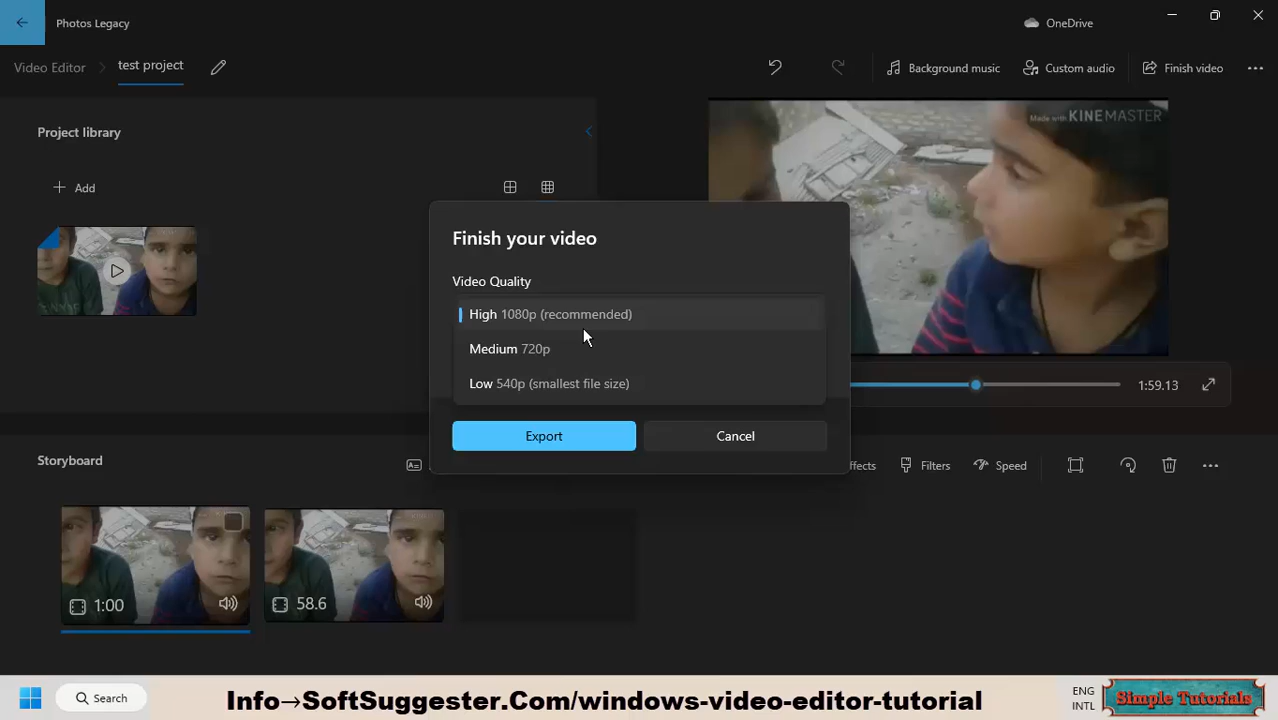 Photos Legacy
OneDrive
Video Editor
test project
Background music
Custom audio
Finish video
Made with KINEMASTER
Project library
Add
Finish your video
Video Quality
High 1080p (recommended)
Medium 720p
Low 540p (smallest file size)
1:59.13
Export
Cancel
Storyboard
ffects
Filters
Speed
1:00
58.6
Search
Info→SoftSuggester.Com/windows-video-editor-tutorial
ENG
INTL
Simple Tutorials